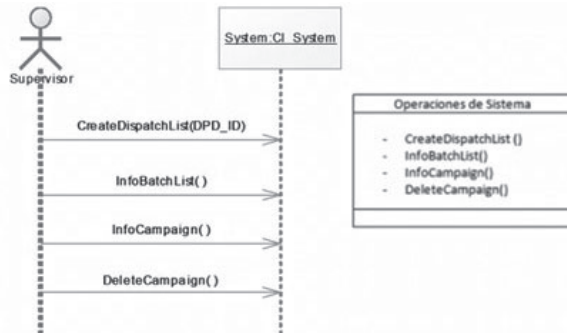 System:CI_System
Supervisor
CreateDispatchList(DPD_ID)
InfoBatchList( )
InfoCampaign( )
DeleteCampaign( )
Operaciones de Sistema
- CreateDispatchList ()
- InfoBatchList()
- InfoCampaign()
- DeleteCampaign()